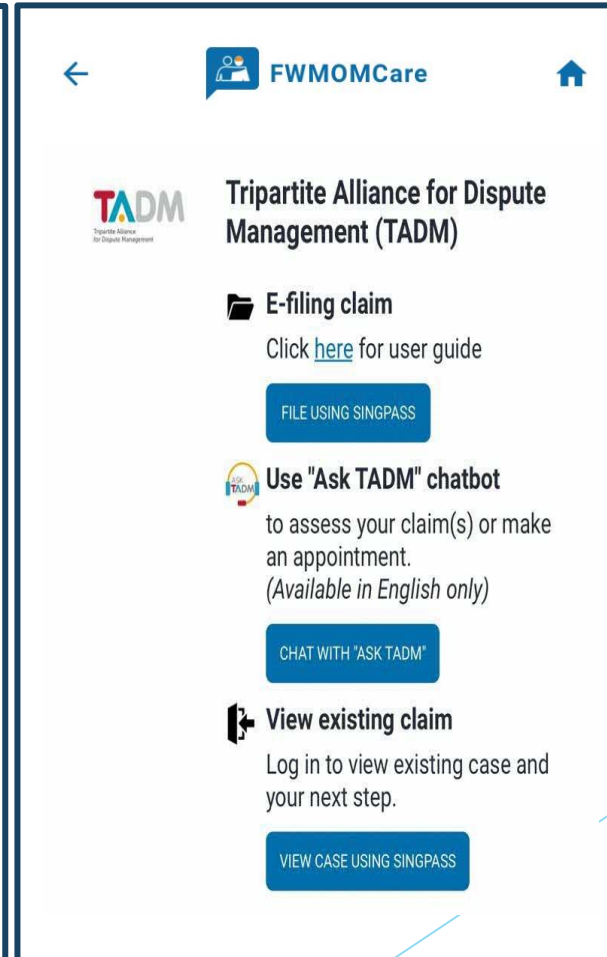 FWMOMCare
TADM
Tripartite Alliance
for Dispute Management
Tripartite Alliance for Dispute
Management (TADM)
E-filing claim
Click here for user guide
FILE USING SINGPASS
ASK
TADM
Use "Ask TADM" chatbot
to assess your claim(s) or make
an appointment.
(Available in English only)
CHAT WITH "ASK TADM"
View existing claim
Log in to view existing case and
your next step.
VIEW CASE USING SINGPASS